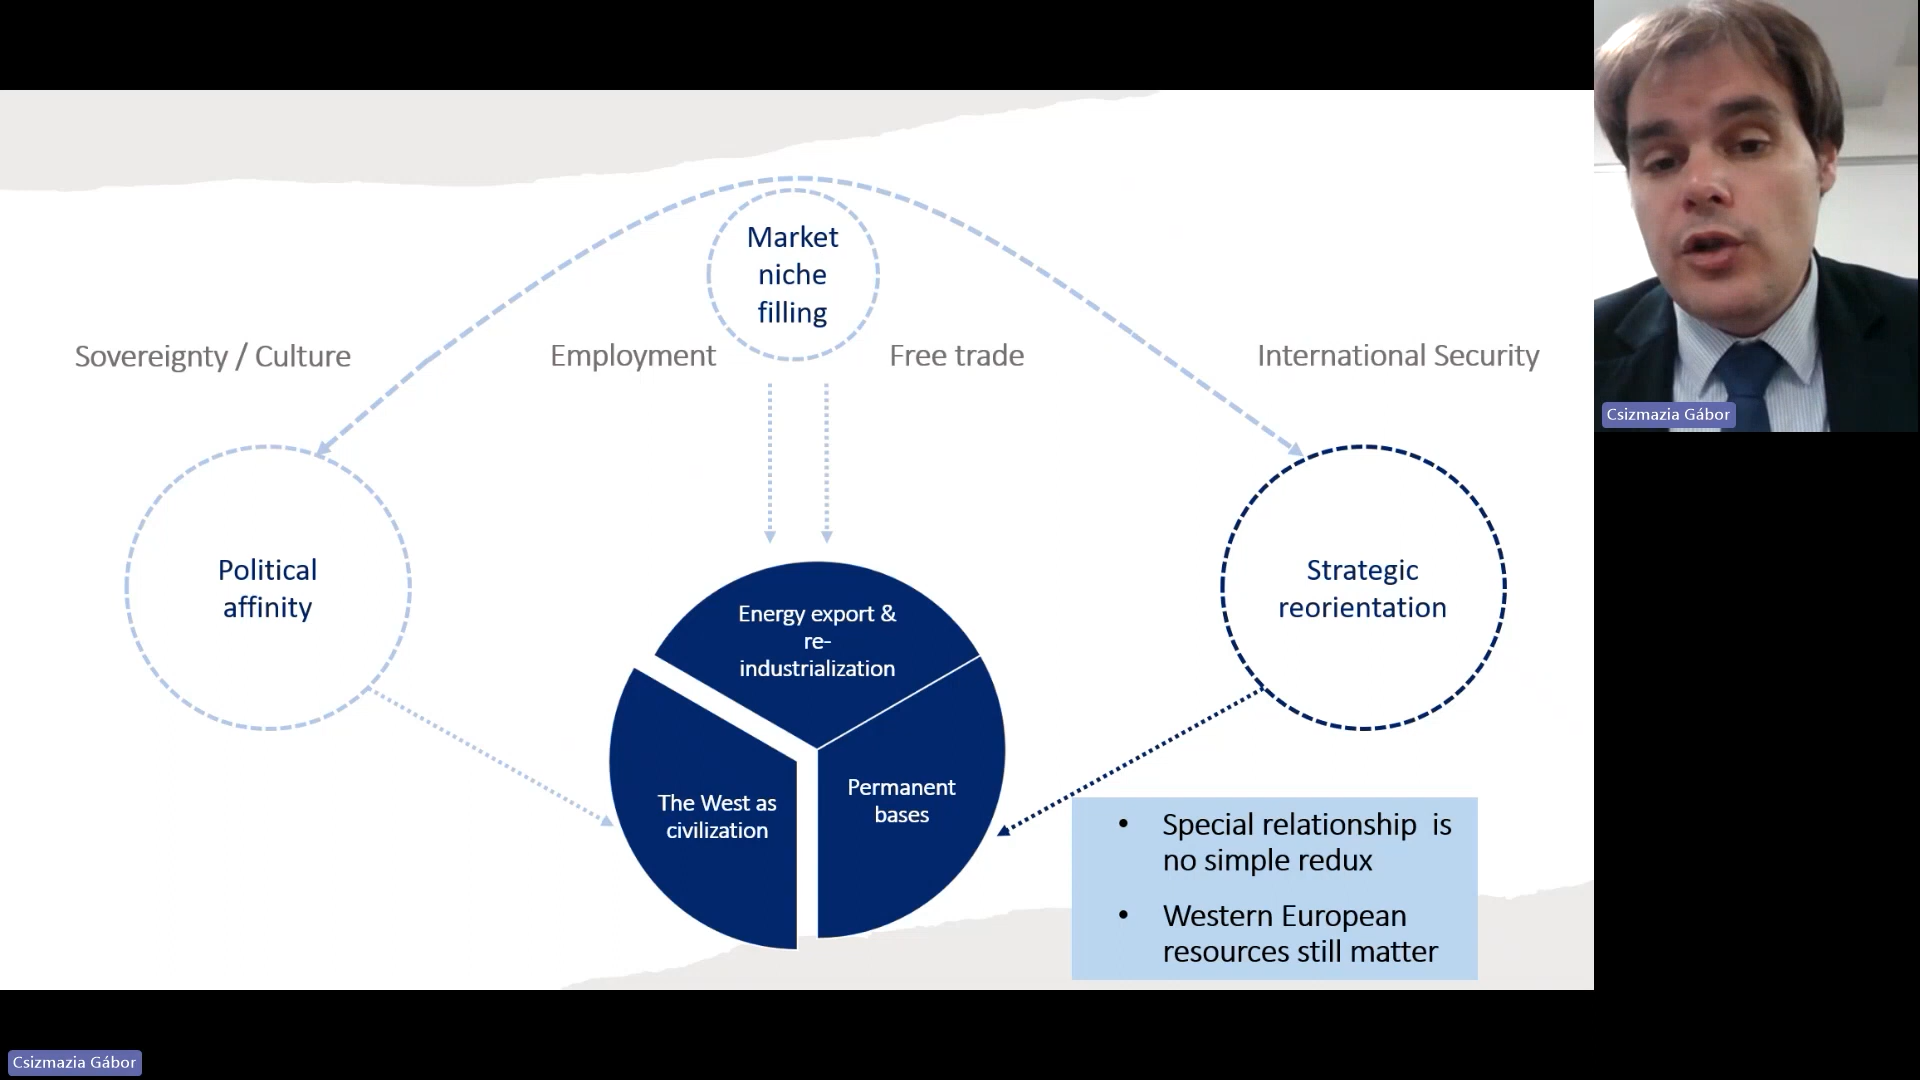 Market
niche
filling
Sovereignty / Culture
Employment
Free trade
International Security
Political
affinity
Strategic
reorientation
Energy export &
re-
industrialization
The West as
civilization
Permanent
bases
• Special relationship is
no simple redux
• Western European
resources still matter
Csizmazia Gábor
Csizmazia Gábor